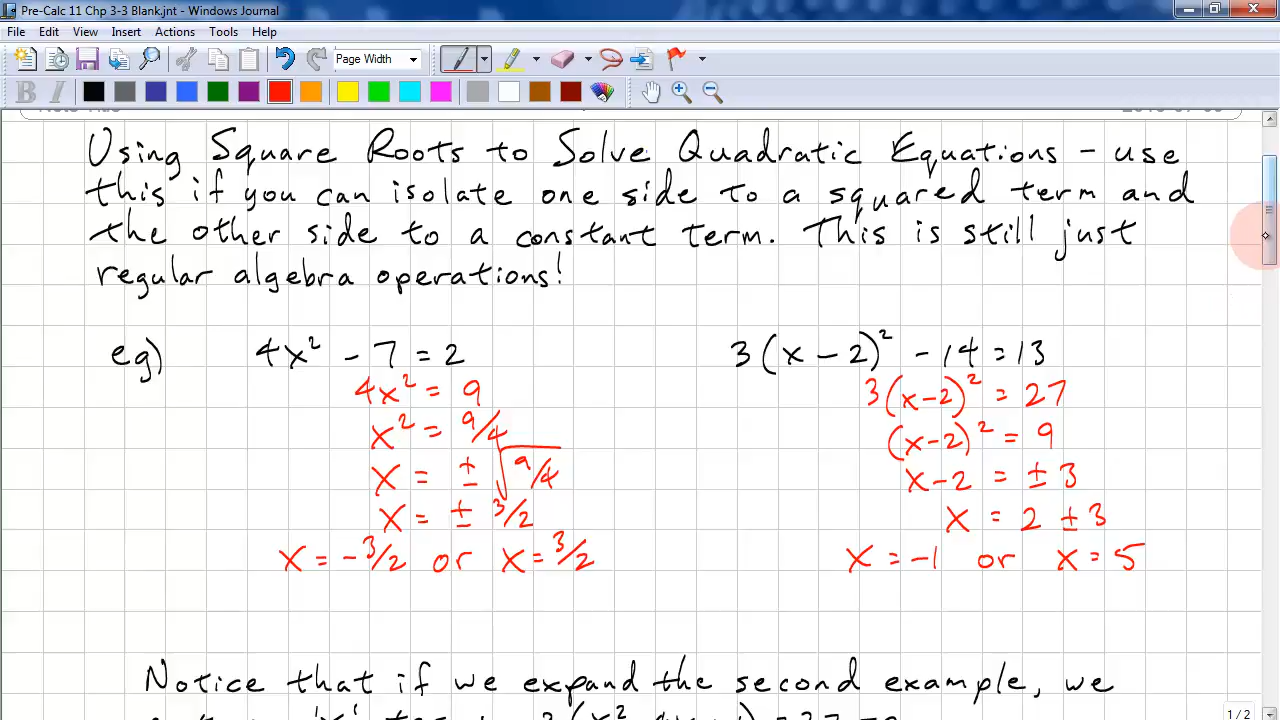 Pre-Calc 11 Chp 3-3 Blank.jnt - Windows Journal
File Edit View Insert Actions Tools Help
Page Width
B I
Using Square Roots to Solve Quadratic Equations - use
this if you can isolate one side to a squared term and
the other side to a constant term. This is still just
regular algebra operations!
eg) 4x² - 7 = 2
4x² = 9
x² = 9/4
x = ± √9/4
x = ± 3/2
x = -3/2 or x = 3/2
3(x - 2)² - 14 = 13
3(x-2)² = 27
(x-2)² = 9
x-2 = ± 3
x = 2 ± 3
x = -1 or x = 5
Notice that if we expand the second example, we
1/2